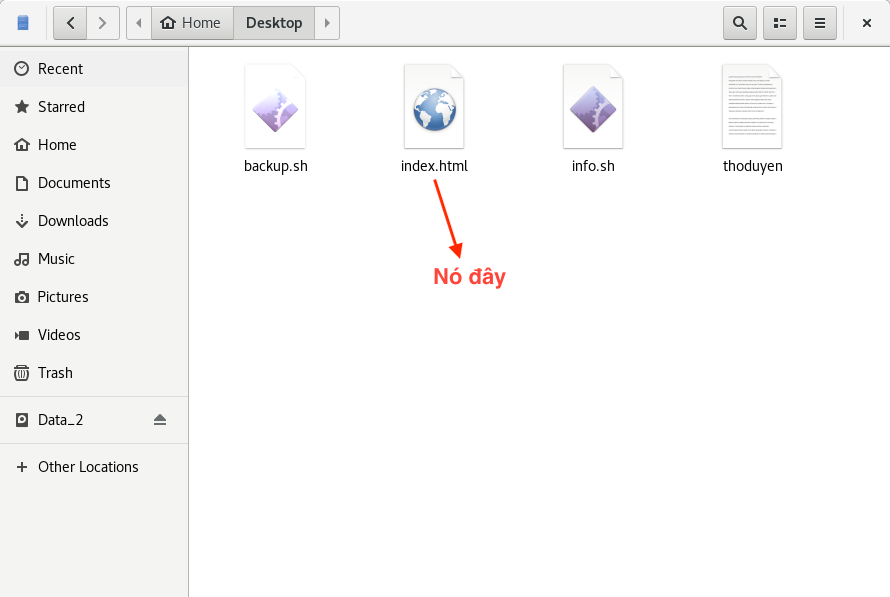 Home
Desktop
Recent
Starred
Home
Documents
Downloads
Music
Pictures
Videos
Trash
Data_2
Other Locations
backup.sh
index.html
info.sh
thoduyen
Nó đây